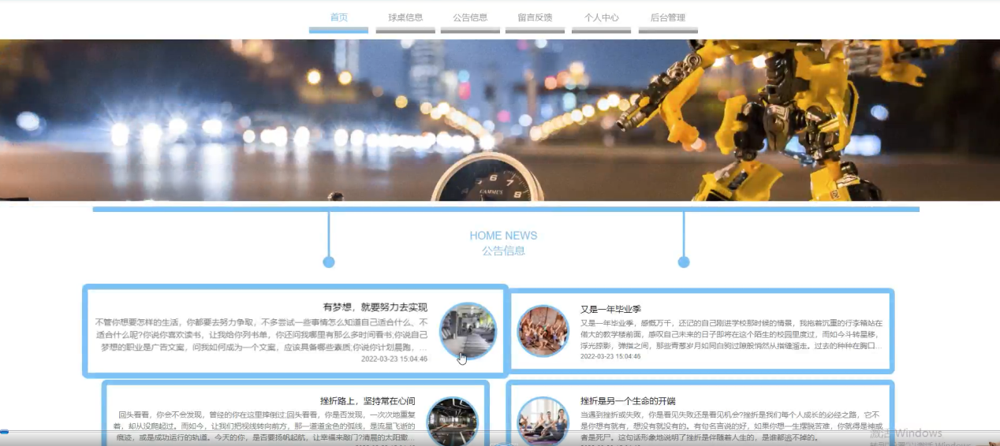 首页 球桌信息 公告信息 留言反馈 个人中心 后台管理
6 7 8
CAMMUS
HOME NEWS
公告信息
有梦想，就要努力去实现
不管你想要怎样的生活，你都要去努力争取，不多尝试一些事情怎么知道自己适合什么、不
适合什么呢?你说你喜欢读书，让我给你列书单，你还问我哪里有那么多时间看书;你说自己
梦想的职业是广告文案，问我如何成为一个文案，应该具备哪些素质;你说你计划晨跑，...
2022-03-23 15:04:46
又是一年毕业季
又是一年毕业季，感慨万千，还记的自己刚进学校那时候的情景，我拖着沉重的行李箱站在
偌大的教学楼前面，感叹自己未来的日子即将在这个陌生的校园里度过，而如今斗转星移，
浮光掠影，弹指之间，那些青葱岁月如同白驹过隙般悄然从指缝溜走。过去的种种在胸口...
2022-03-23 15:04:46
挫折路上，坚持常在心间
回头看看，你会不会发现，曾经的你在这里摔倒过;回头看看，你是否发现，一次次地重复
着，却从没爬起过。而如今，让我们把视线转向前方，那一道道金色的弧线，是流星飞逝的
痕迹，或是成功运行的轨道。今天的你，是否要扬帆起航，让幸福来敲门?清晨的太阳撒...
挫折是另一个生命的开端
当遇到挫折或失败，你是看见失败还是看见机会?挫折是我们每个人成长的必经之路，它不
是你想有就有，想没有就没有的。有句名言说的好，如果你想一生摆脱苦难，你就得是神或
者是死尸。这句话形象地说明了挫折是伴随着人生的，是谁都逃不掉的。
激活 Windows